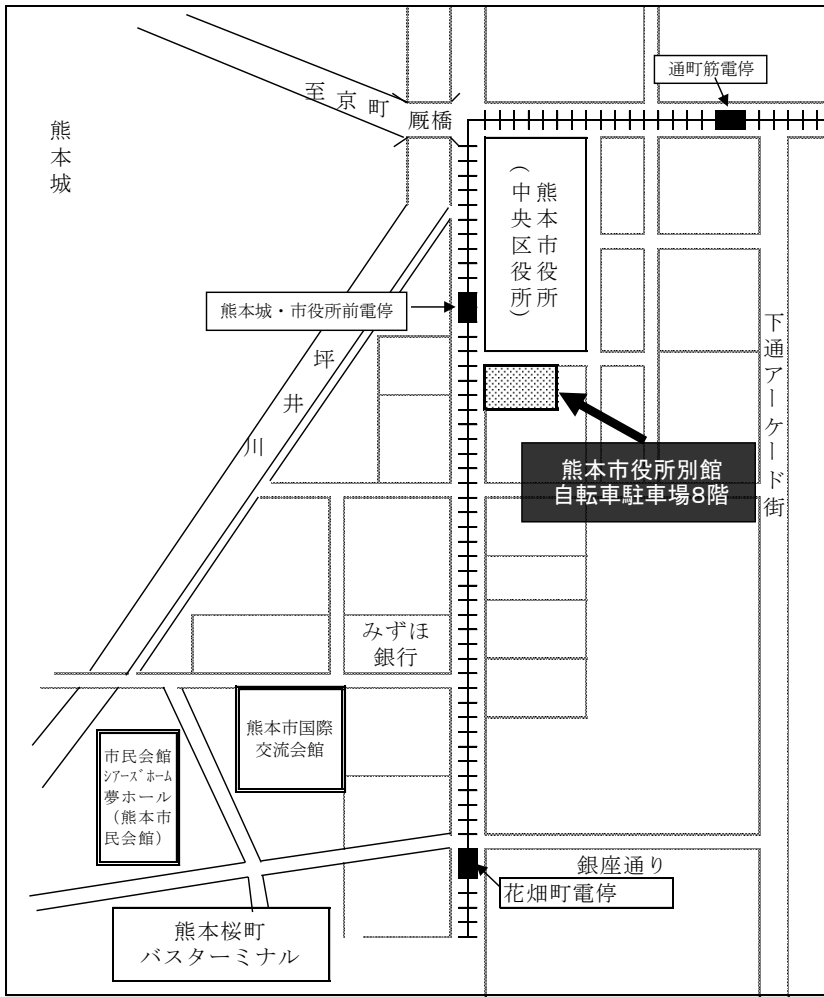 通町筋電停
至京町
厩橋
熊本城
熊本市役所
(中央区役所)
熊本城・市役所前電停
下通アーケード街
坪井川
熊本市役所別館
自転車駐車場8階
みずほ
銀行
熊本市国際
交流会館
市民会館
ｼｱｰｽﾞﾎｰﾑ
夢ホール
(熊本市
民会館)
銀座通り
花畑町電停
熊本桜町
バスターミナル